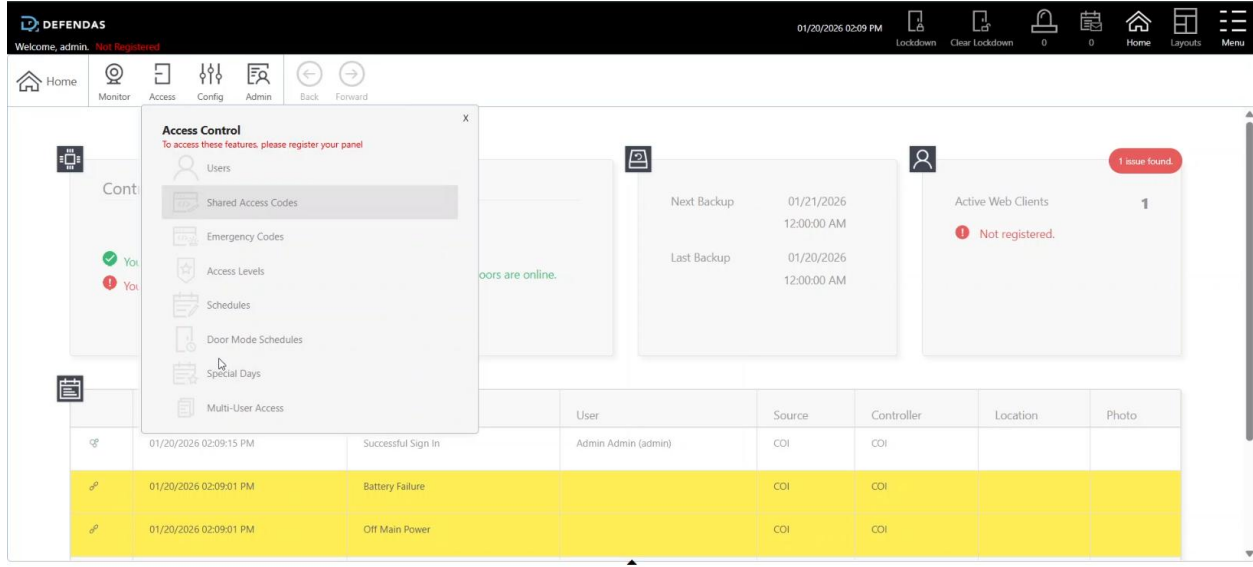 DEFENDAS
Welcome, admin. Not Registered
01/20/2026 02:09 PM
Lockdown
Clear Lockdown
0
0
Home
Layouts
Menu
Home
Monitor
Access
Config
Admin
Back
Forward
Access Control
X
To access these features, please register your panel
Users
Shared Access Codes
Emergency Codes
Access Levels
Schedules
Door Mode Schedules
Special Days
Multi-User Access
Cont
You
You
oors are online.
Next Backup
01/21/2026
12:00:00 AM
Last Backup
01/20/2026
12:00:00 AM
1 issue found.
Active Web Clients
1
Not registered.
User
Source
Controller
Location
Photo
01/20/2026 02:09:15 PM
Successful Sign In
Admin Admin (admin)
COI
COI
01/20/2026 02:09:01 PM
Battery Failure
COI
COI
01/20/2026 02:09:01 PM
Off Main Power
COI
COI